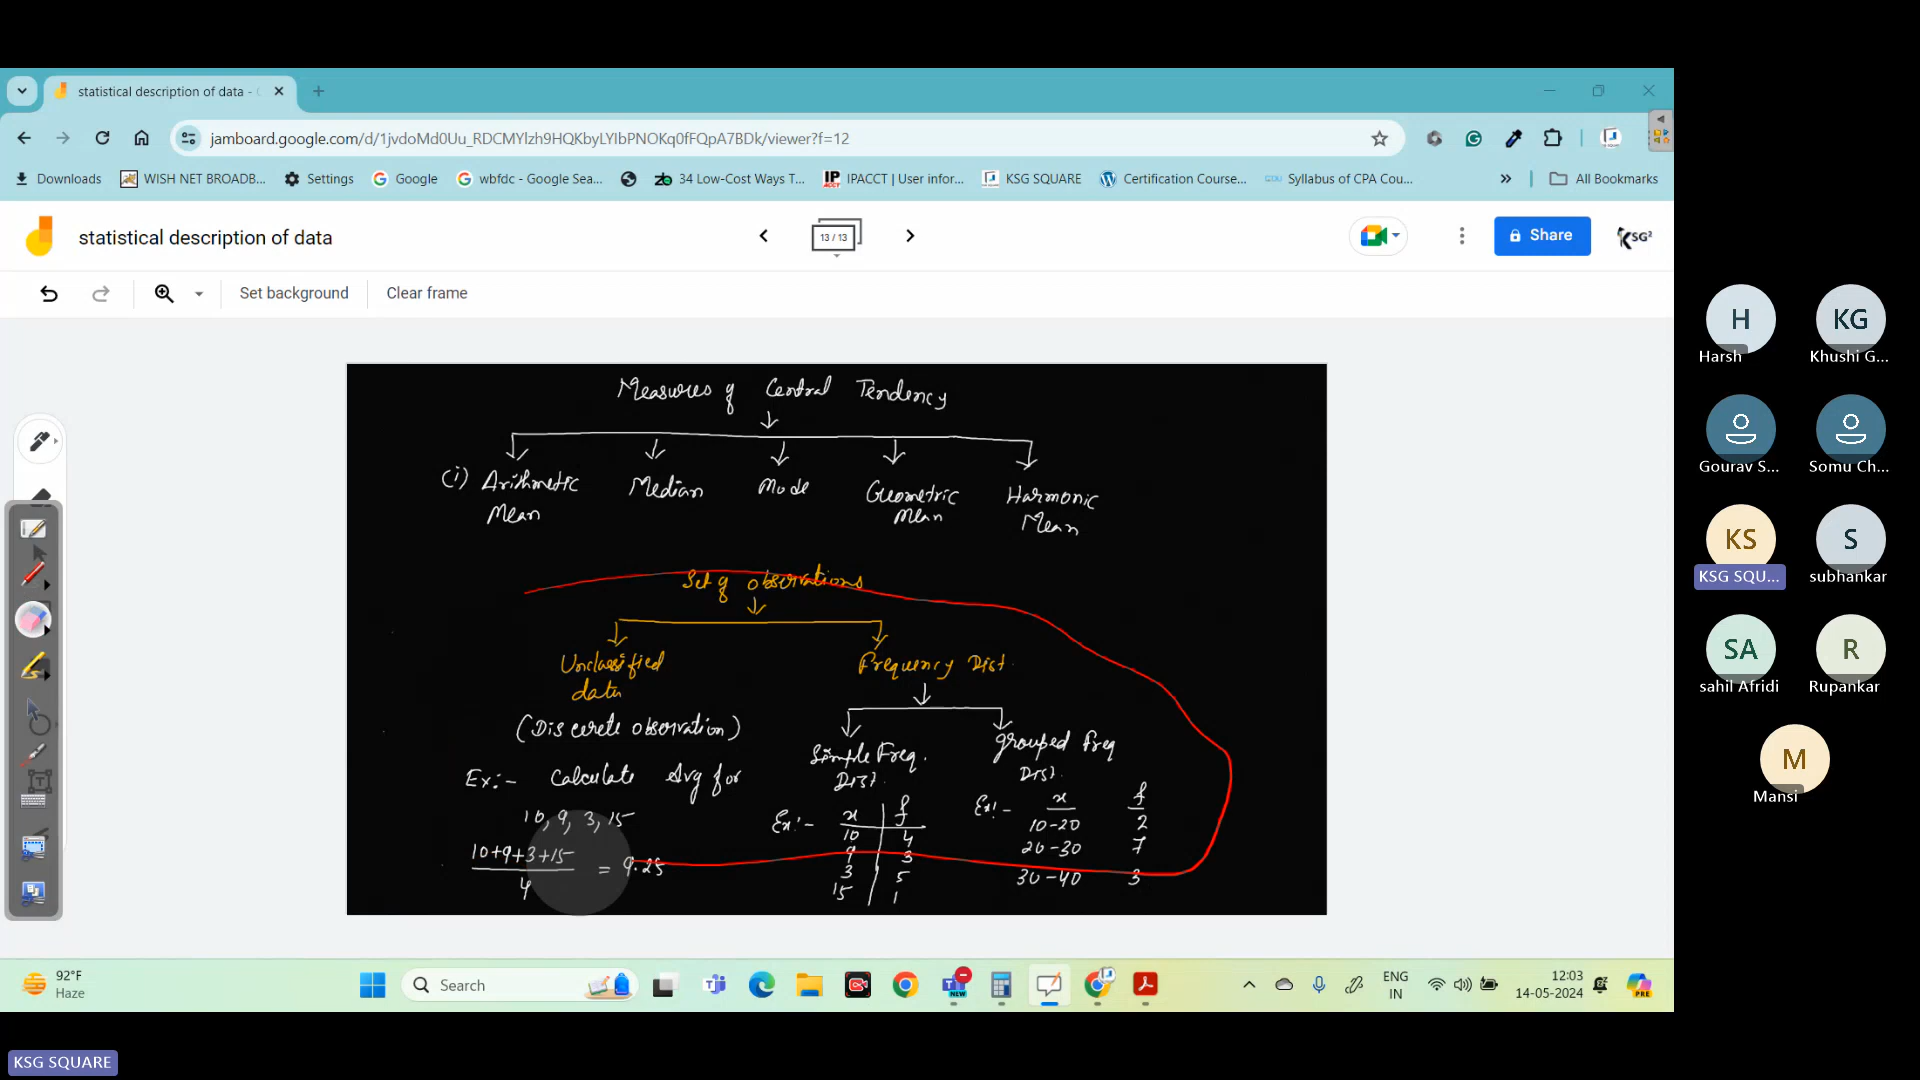 statistical description of data -
jamboard.google.com/d/1jvdoMd0Uu_RDCMYlzh9HQKbyLYIbPNOKq0fFQpA7BDk/viewer?f=12
Downloads WISH NET BROADB... Settings Google wbfdc - Google Sea... 34 Low-Cost Ways T... IPACCT | User infor... KSG SQUARE Certification Course... Syllabus of CPA Cou... » All Bookmarks
statistical description of data
13 / 13
Share
KSG²
Set background Clear frame
Measures of Central Tendency
(i) Arithmetic Mean
Median
Mode
Geometric Mean
Harmonic Mean
Set of observations
Unclassified data
Frequency Dist.
(Discrete observation)
Simple Freq. Dist.
Grouped Freq Dist.
Ex:- Calculate Avg for
10, 9, 3, 15
10+9+3+15
4
= 9.25
Ex:-
x f
10 4
9 3
3 5
15 1
Ex:-
x f
10-20 2
20-30 7
30-40 3
H
Harsh
KG
Khushi G...
Gourav S...
Somu Ch...
KS
KSG SQU...
S
subhankar
SA
sahil Afridi
R
Rupankar
M
Mansi
92°F
Haze
Search
NEW
ENG
IN
12:03
14-05-2024
PRE
KSG SQUARE